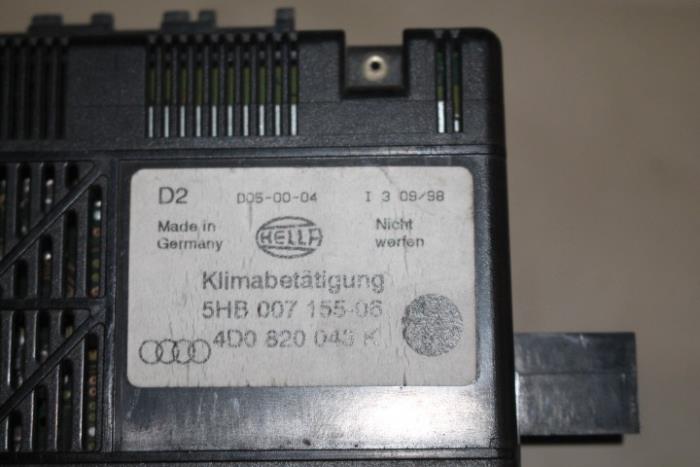 D2 D05-00-04 I 3 09/98
Made in Germany HELLA Nicht werfen
Klimabetätigung
5HB 007 155-06
4D0 820 043 K